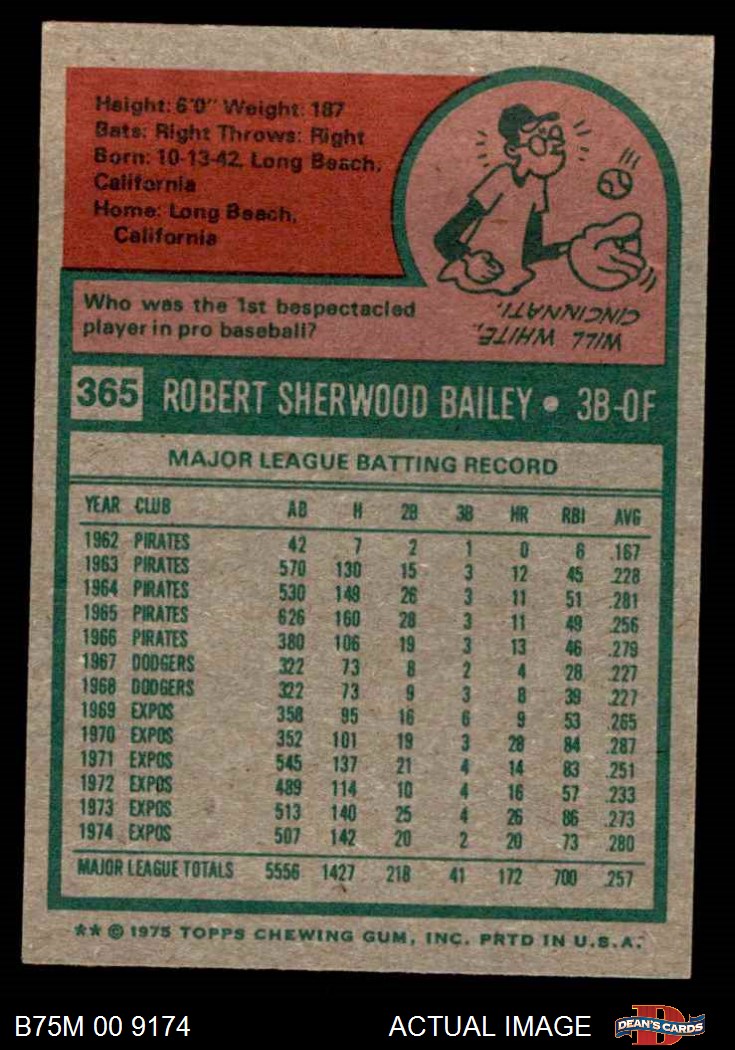 Height: 6'0" Weight: 187
Bats: Right Throws: Right
Born: 10-13-42, Long Beach,
California
Home: Long Beach,
California
Who was the 1st bespectacled
player in pro baseball?
WILL WHITE,
CINCINNATI.
365 ROBERT SHERWOOD BAILEY • 3B-OF
MAJOR LEAGUE BATTING RECORD
YEAR CLUB AB H 2B 3B HR RBI AVG
1962 PIRATES 42 7 2 1 0 6 .167
1963 PIRATES 570 130 15 3 12 45 .228
1964 PIRATES 530 149 26 3 11 51 .281
1965 PIRATES 626 160 28 3 11 49 .256
1966 PIRATES 380 106 19 3 13 46 .279
1967 DODGERS 322 73 8 2 4 28 .227
1968 DODGERS 322 73 9 3 8 39 .227
1969 EXPOS 358 95 16 6 9 53 .265
1970 EXPOS 352 101 19 3 28 84 .287
1971 EXPOS 545 137 21 4 14 83 .251
1972 EXPOS 489 114 10 4 16 57 .233
1973 EXPOS 513 140 25 4 26 86 .273
1974 EXPOS 507 142 20 2 20 73 .280
MAJOR LEAGUE TOTALS 5556 1427 218 41 172 700 .257
** © 1975 TOPPS CHEWING GUM, INC. PRTD IN U.S.A.
B75M 00 9174 ACTUAL IMAGE DEAN'S CARDS